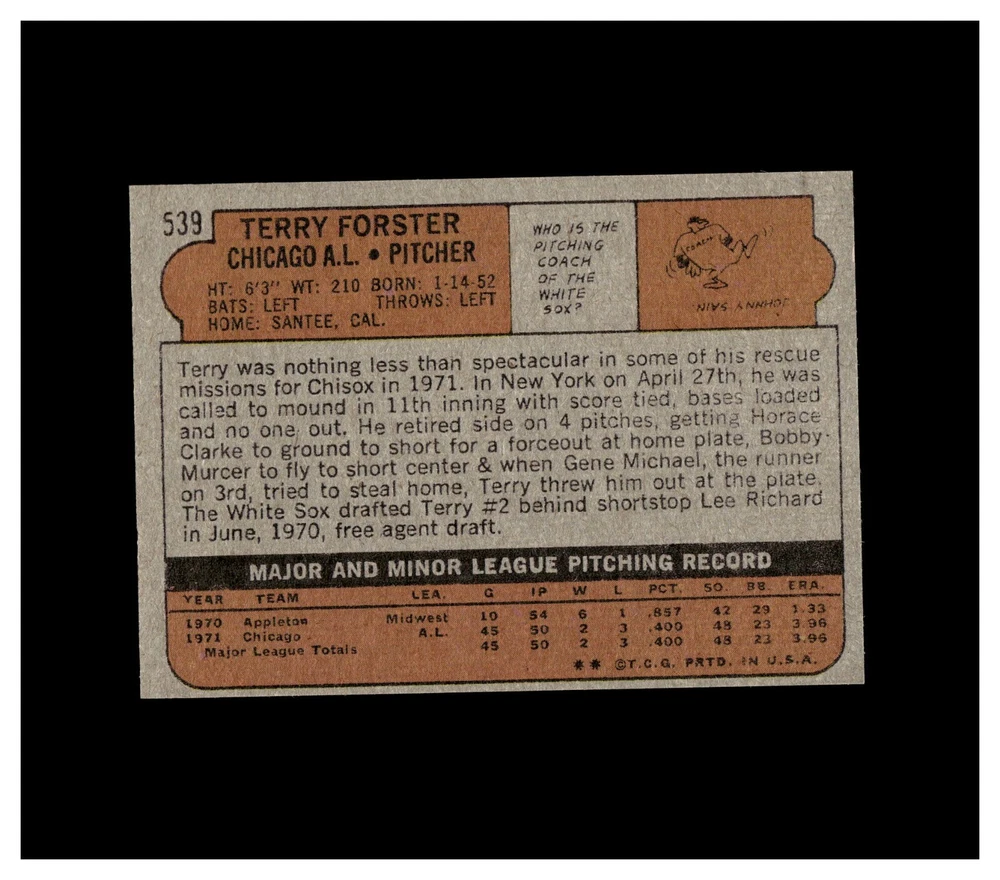 539
TERRY FORSTER
CHICAGO A.L. • PITCHER
HT: 6'3" WT: 210 BORN: 1-14-52
BATS: LEFT THROWS: LEFT
HOME: SANTEE, CAL.
WHO IS THE
PITCHING
COACH
OF THE
WHITE
SOX?
COACH
JOHNNY SAIN
Terry was nothing less than spectacular in some of his rescue
missions for Chisox in 1971. In New York on April 27th, he was
called to mound in 11th inning with score tied, bases loaded
and no one out. He retired side on 4 pitches, getting Horace
Clarke to ground to short for a forceout at home plate, Bobby
Murcer to fly to short center & when Gene Michael, the runner
on 3rd, tried to steal home, Terry threw him out at the plate.
The White Sox drafted Terry #2 behind shortstop Lee Richard
in June, 1970, free agent draft.
MAJOR AND MINOR LEAGUE PITCHING RECORD
YEAR TEAM LEA. G IP W L PCT. SO. BB. ERA.
1970 Appleton Midwest 10 54 6 1 .857 42 29 1.33
1971 Chicago A.L. 45 50 2 3 .400 48 23 3.96
Major League Totals 45 50 2 3 .400 48 23 3.96
** ©T.C.G. PRTD. IN U.S.A.